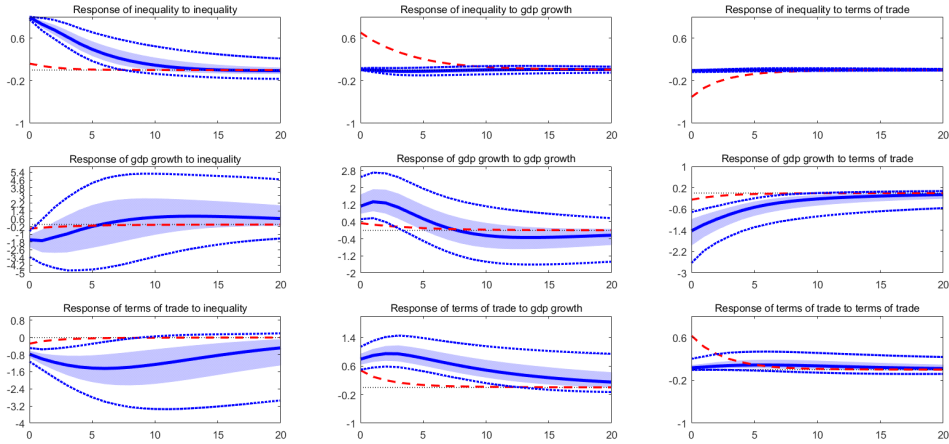 Response of inequality to inequality
0.6
-0.2
-1
0 5 10 15 20
Response of inequality to gdp growth
0.6
-0.2
-1
0 5 10 15 20
Response of inequality to terms of trade
0.6
-0.2
-1
0 5 10 15 20
Response of gdp growth to inequality
5.4
4.6
3.8
3
2.2
1.4
0.6
-0.2
-1
-1.8
-2.6
-3.4
-4.2
-5
0 5 10 15 20
Response of gdp growth to gdp growth
2.8
2
1.2
0.4
-0.4
-1.2
-2
0 5 10 15 20
Response of gdp growth to terms of trade
1
0.2
-0.6
-1.4
-2.2
-3
0 5 10 15 20
Response of terms of trade to inequality
0.8
0
-0.8
-1.6
-2.4
-3.2
-4
0 5 10 15 20
Response of terms of trade to gdp growth
1.4
0.6
-0.2
-1
0 5 10 15 20
Response of terms of trade to terms of trade
0.6
-0.2
-1
0 5 10 15 20